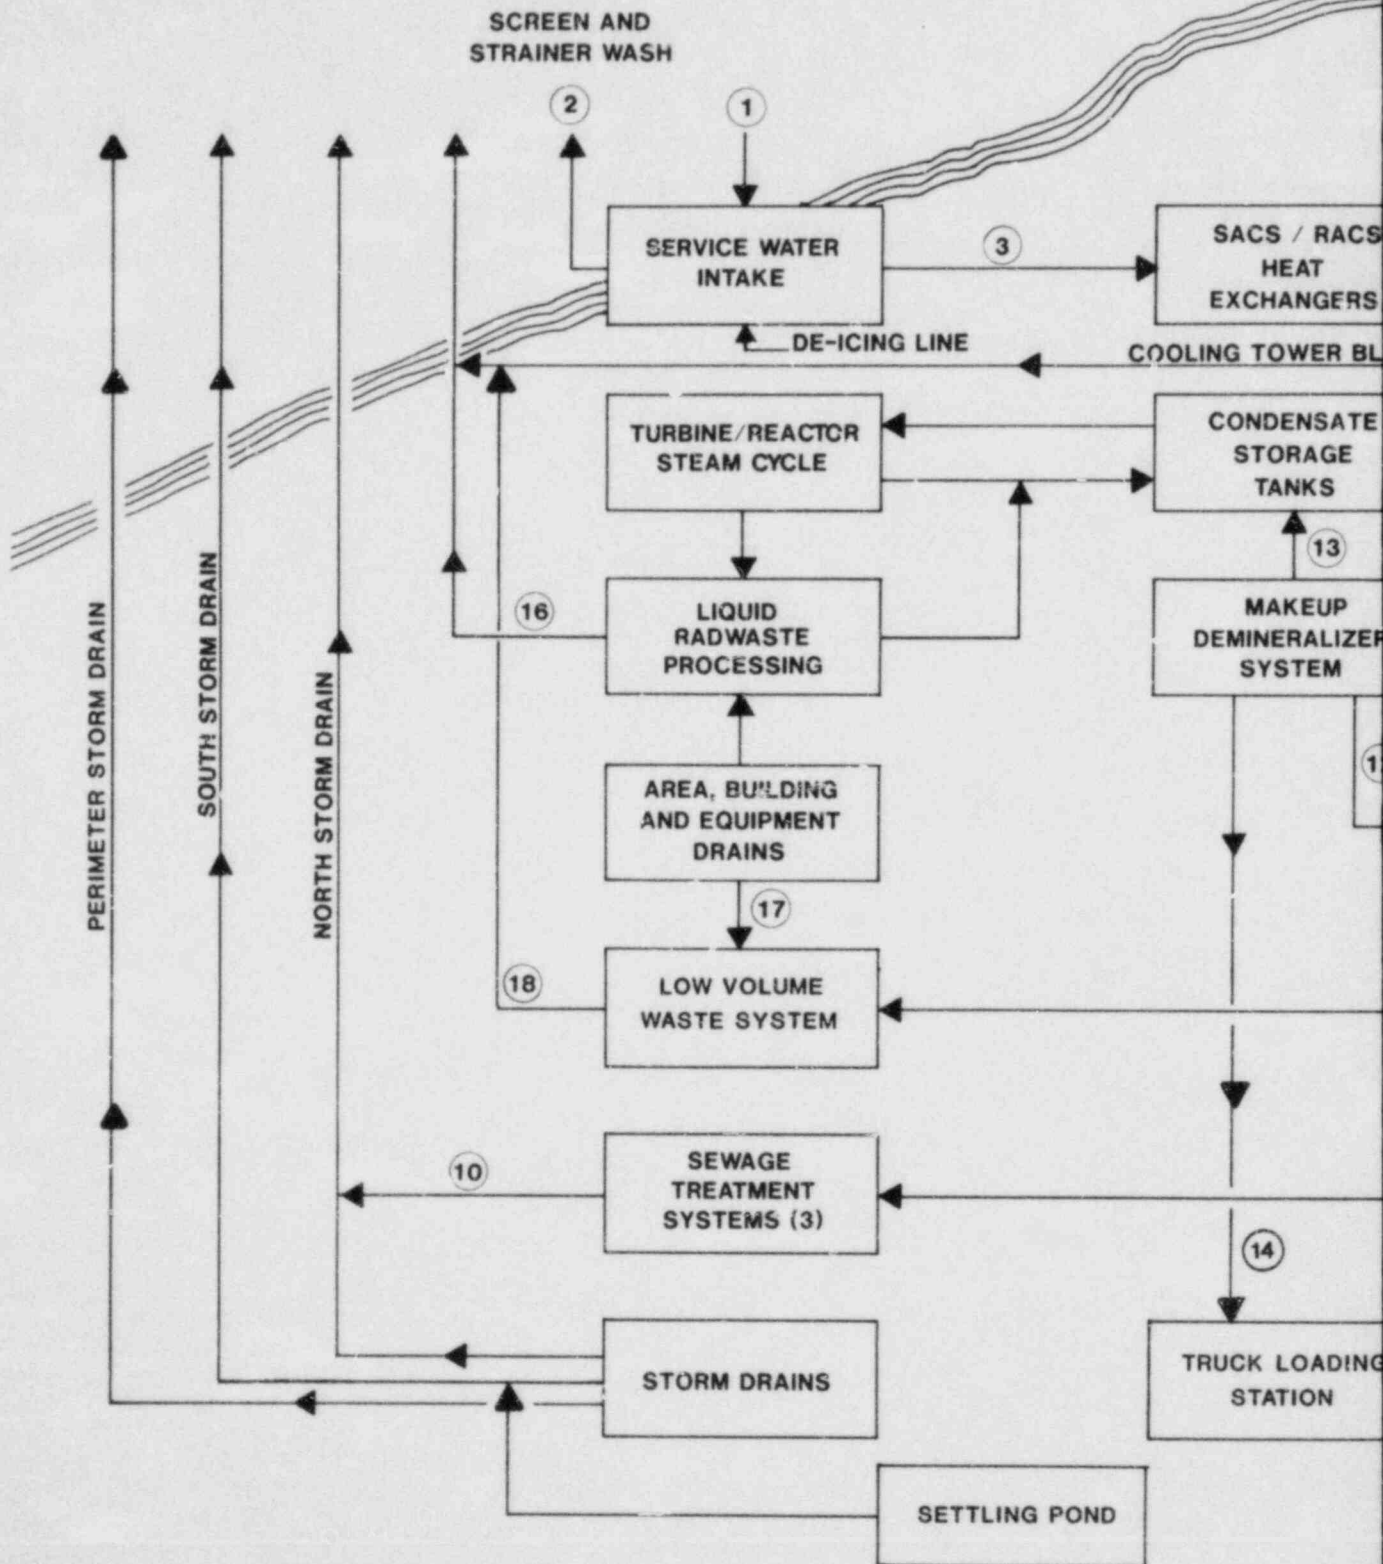 SCREEN AND
STRAINER WASH
2
1
SERVICE WATER
INTAKE
3
SACS / RACS
HEAT
EXCHANGERS
DE-ICING LINE
COOLING TOWER BL
TURBINE/REACTOR
STEAM CYCLE
CONDENSATE
STORAGE
TANKS
13
16
LIQUID
RADWASTE
PROCESSING
MAKEUP
DEMINERALIZER
SYSTEM
PERIMETER STORM DRAIN
SOUTH STORM DRAIN
NORTH STORM DRAIN
AREA, BUILDING
AND EQUIPMENT
DRAINS
17
18
LOW VOLUME
WASTE SYSTEM
10
SEWAGE
TREATMENT
SYSTEMS (3)
14
STORM DRAINS
TRUCK LOADING
STATION
SETTLING POND